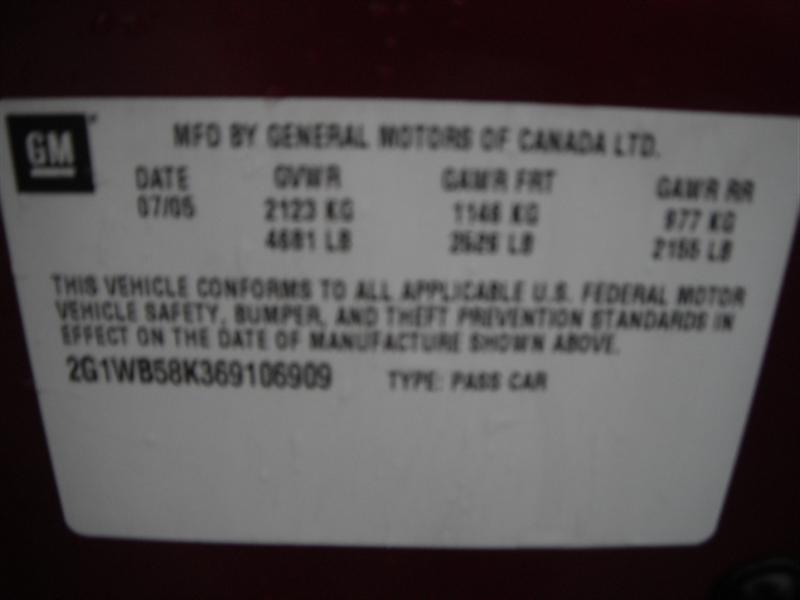 GM
MFD BY GENERAL MOTORS OF CANADA LTD.
DATE GVWR GAWR FRT GAWR RR
07/05 2123 KG 1146 KG 977 KG
4681 LB 2526 LB 2155 LB
THIS VEHICLE CONFORMS TO ALL APPLICABLE U.S. FEDERAL MOTOR
VEHICLE SAFETY, BUMPER, AND THEFT PREVENTION STANDARDS IN
EFFECT ON THE DATE OF MANUFACTURE SHOWN ABOVE.
2G1WB58K369106909 TYPE: PASS CAR